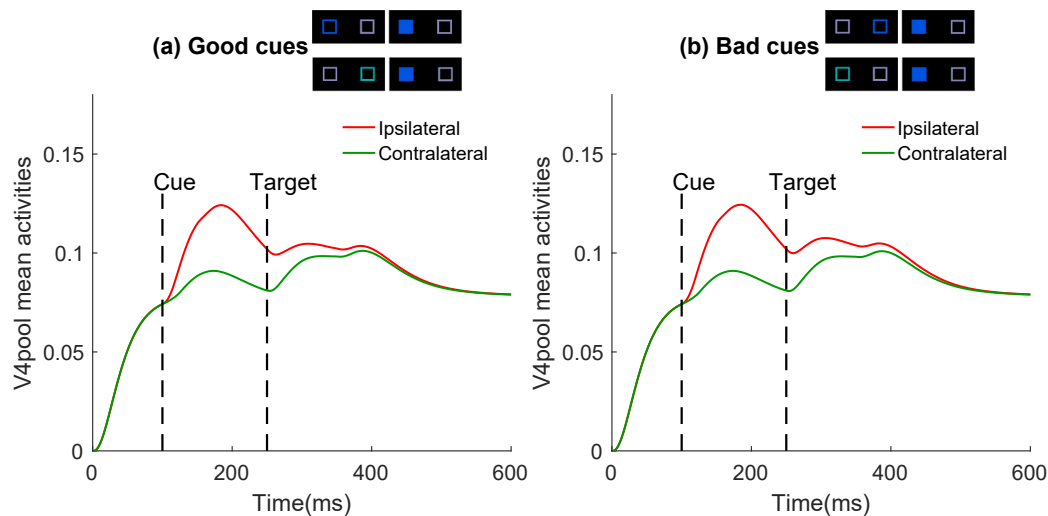 (a) Good cues
Ipsilateral
Contralateral
Cue
Target
V4pool mean activities
0.15
0.1
0.05
0
0
200
400
600
Time(ms)
(b) Bad cues
Ipsilateral
Contralateral
Cue
Target
V4pool mean activities
0.15
0.1
0.05
0
0
200
400
600
Time(ms)